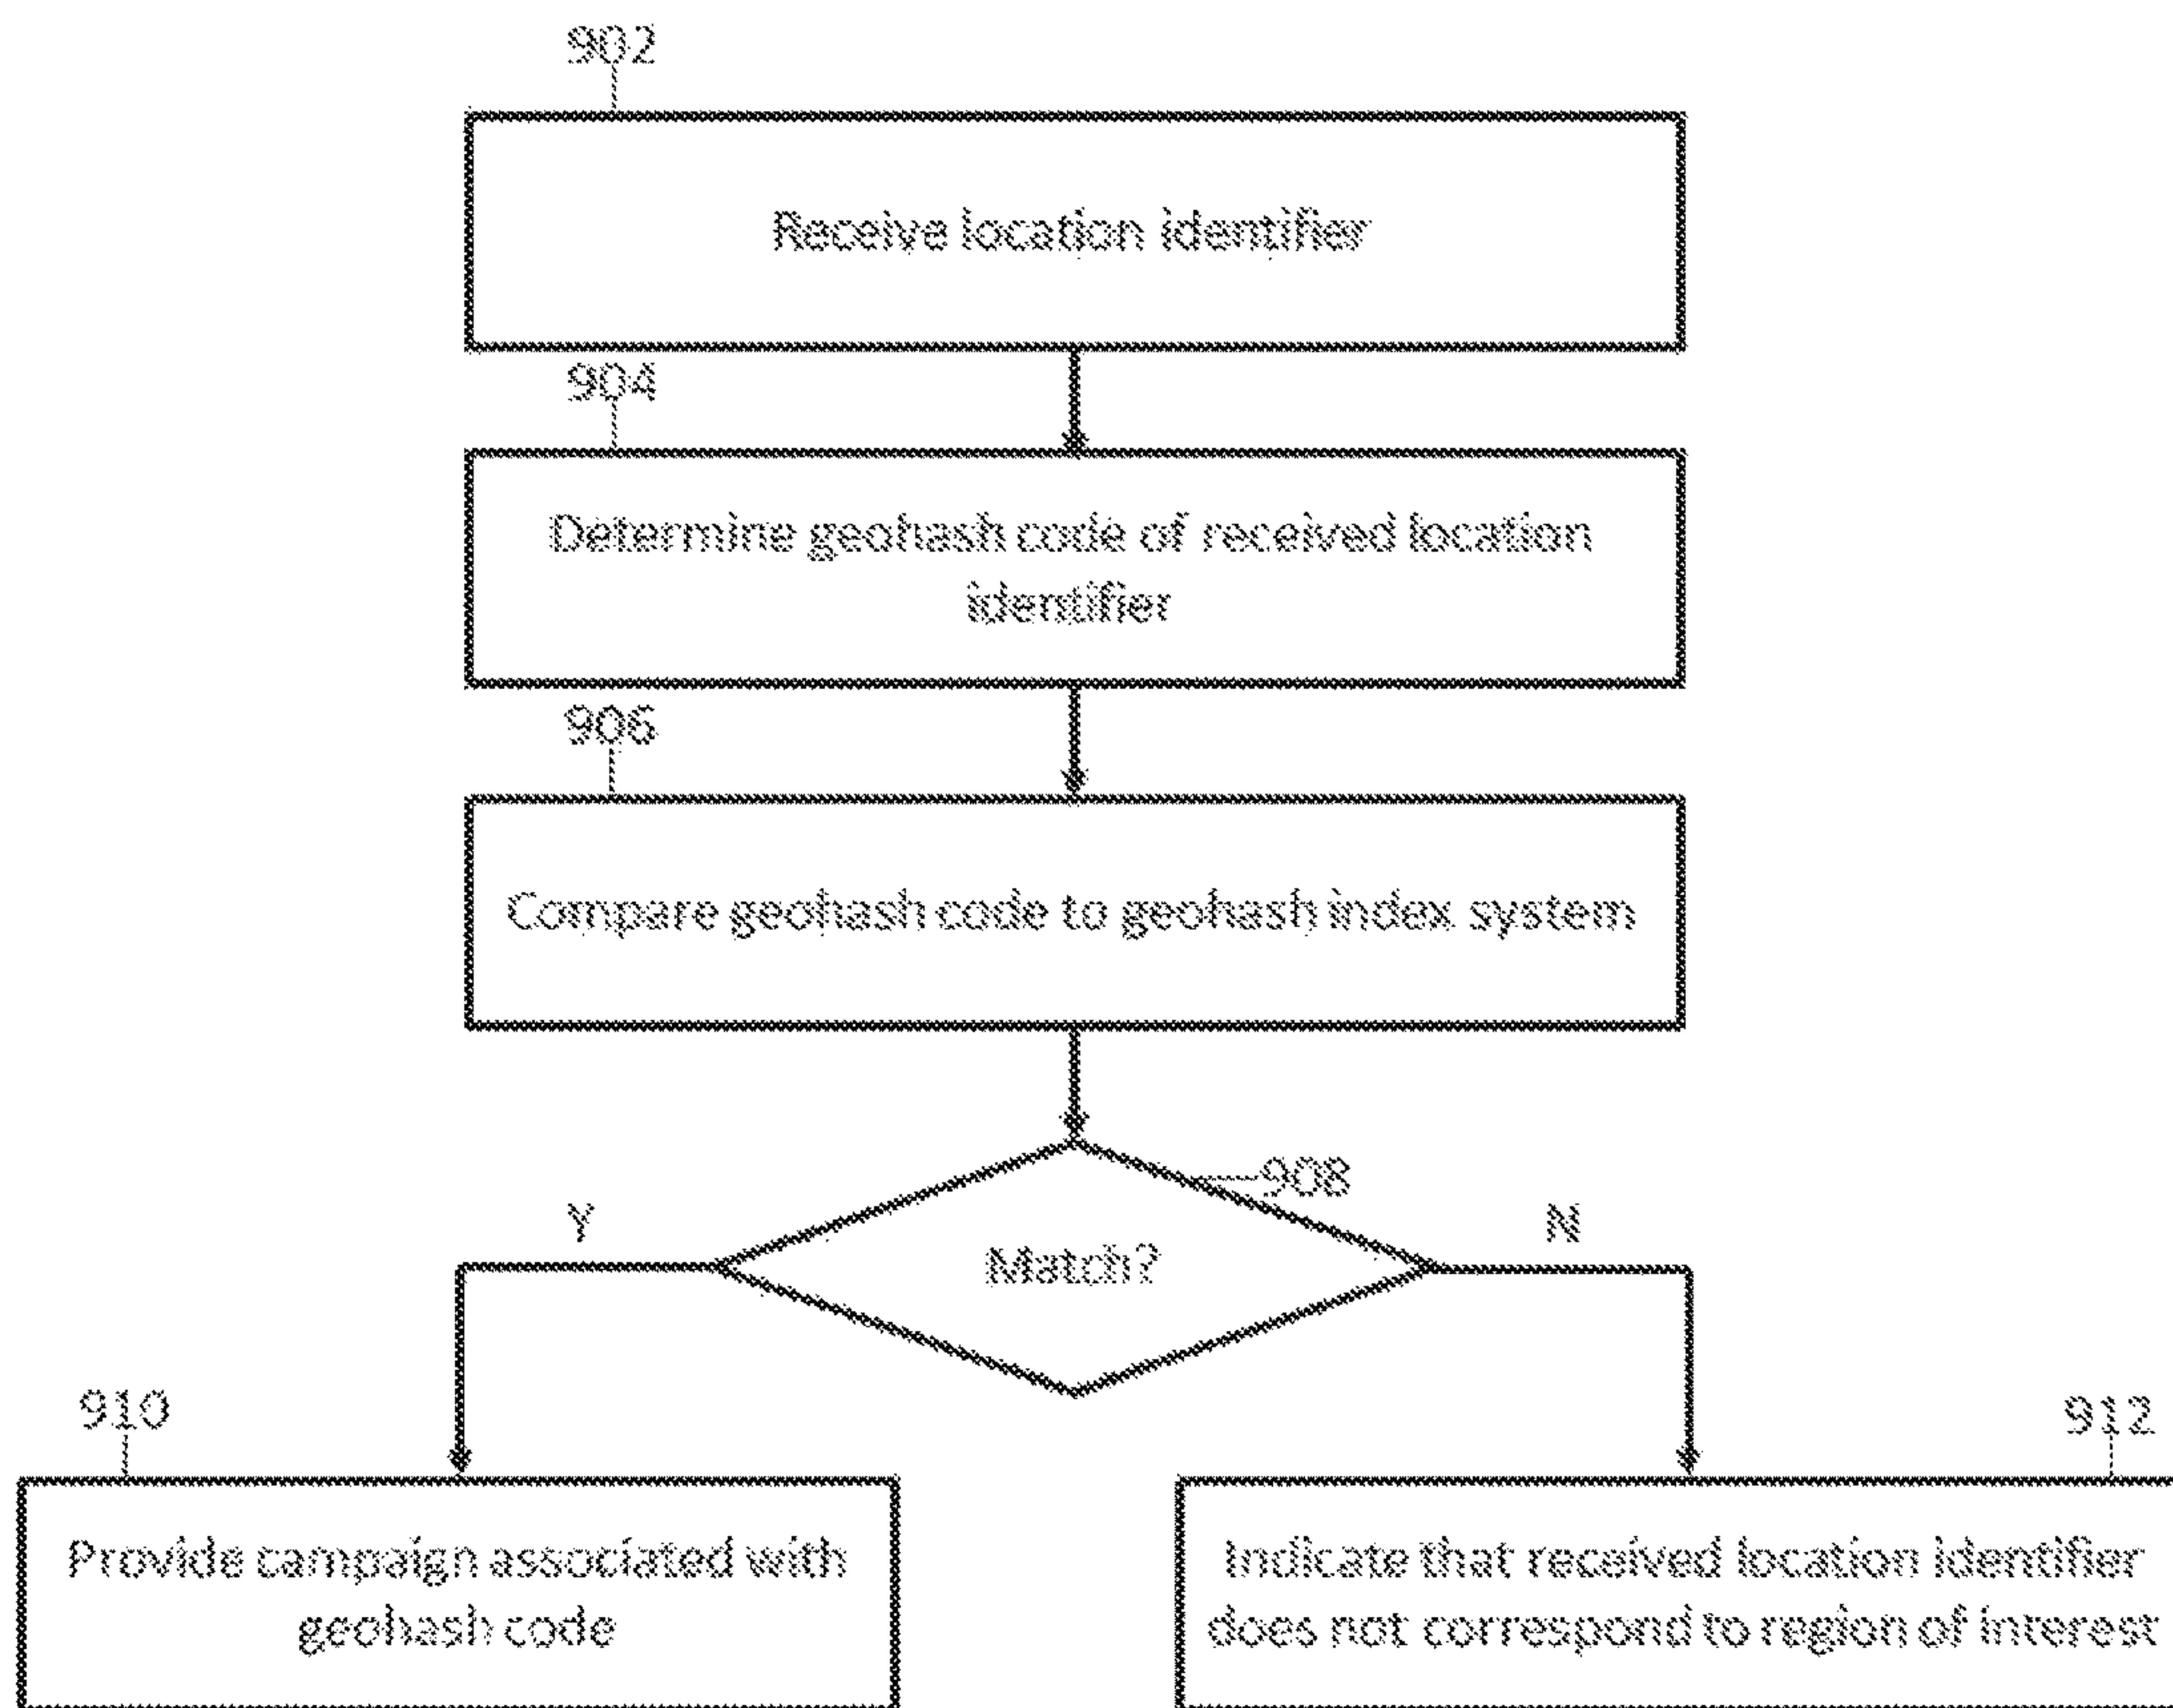 902
Receive location identifier
904
Determine geohash code of received location
identifier
906
Compare geohash code to geohash index system
908
Match?
Y
N
910
Provide campaign associated with
geohash code
912
Indicate that received location identifier
does not correspond to region of interest